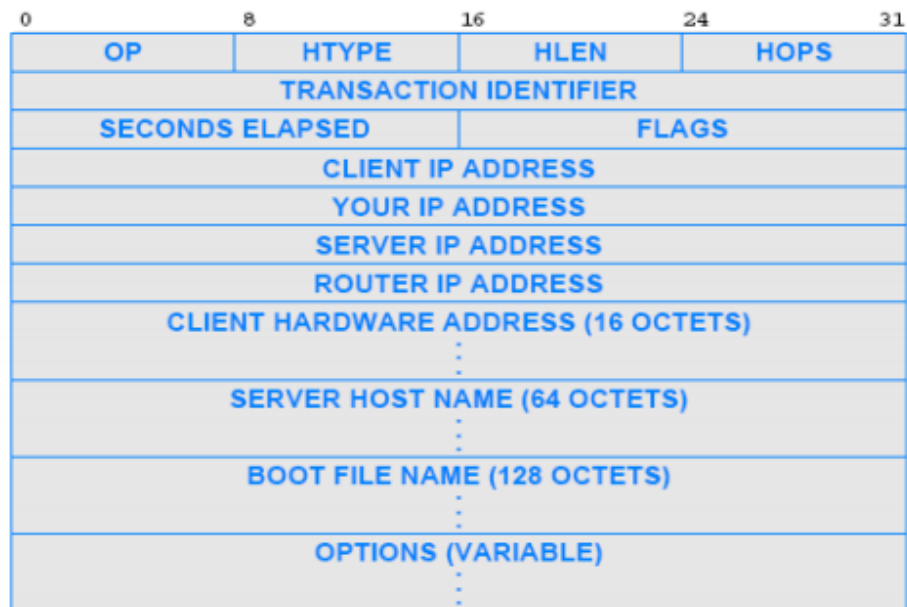 0 8 16 24 31
OP HTYPE HLEN HOPS
TRANSACTION IDENTIFIER
SECONDS ELAPSED FLAGS
CLIENT IP ADDRESS
YOUR IP ADDRESS
SERVER IP ADDRESS
ROUTER IP ADDRESS
CLIENT HARDWARE ADDRESS (16 OCTETS)
SERVER HOST NAME (64 OCTETS)
BOOT FILE NAME (128 OCTETS)
OPTIONS (VARIABLE)